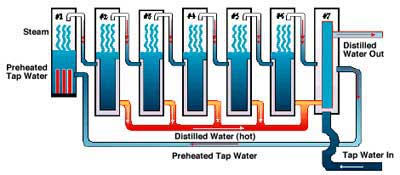 #1
#2
#3
#4
#5
#6
#7
Steam
Preheated
Tap Water
Distilled
Water Out
Distilled Water (hot)
Preheated Tap Water
Tap Water In